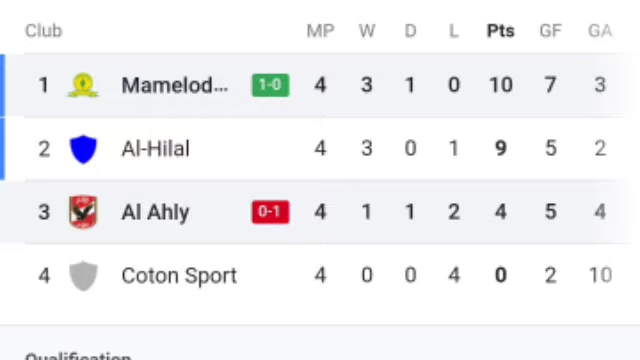 Club MP W D L Pts GF GA
1 Mamelod... 1-0 4 3 1 0 10 7 3
2 Al-Hilal 4 3 0 1 9 5 2
3 Al Ahly 0-1 4 1 1 2 4 5 4
4 Coton Sport 4 0 0 4 0 2 10
Qualification